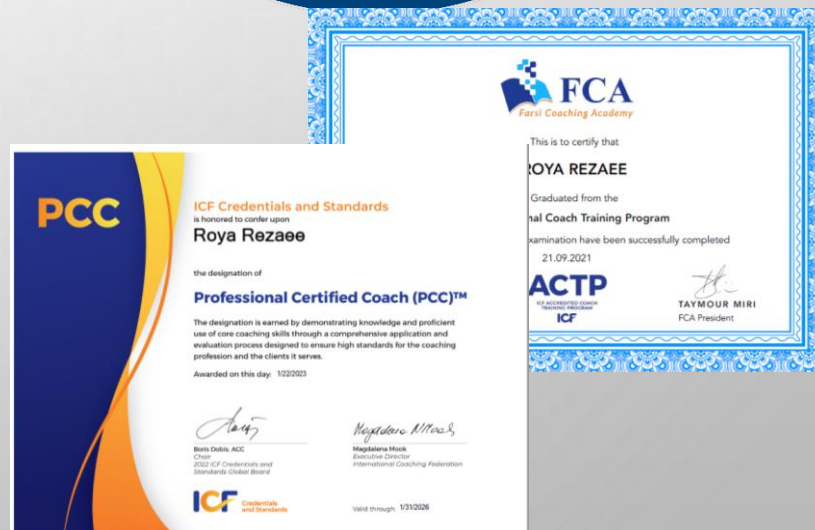 FCA
Farsi Coaching Academy
This is to certify that
ROYA REZAEE
Graduated from the
nal Coach Training Program
xamination have been successfully completed
21.09.2021
ACTP
ICF ACCREDITED COACH
TRAINING PROGRAM
ICF
TAYMOUR MIRI
FCA President
PCC
ICF Credentials and Standards
is honored to confer upon
Roya Rezaee
the designation of
Professional Certified Coach (PCC)™
The designation is earned by demonstrating knowledge and proficient
use of core coaching skills through a comprehensive application and
evaluation process designed to ensure high standards for the coaching
profession and the clients it serves.
Awarded on this day: 1/22/2023
Boris Dobis, ACC
Chair
2022 ICF Credentials and
Standards Global Board
Magdalena Mook
Executive Director
International Coaching Federation
ICF Credentials
and Standards
Valid through 1/31/2026